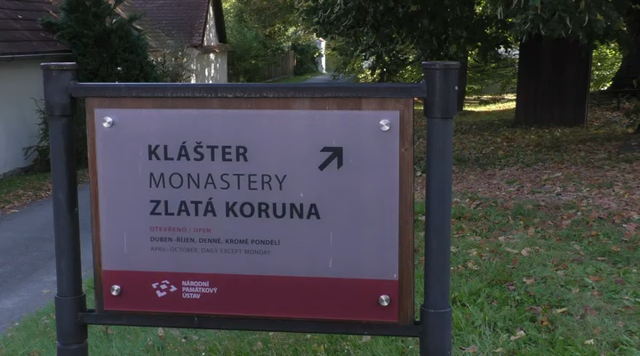 KLÁŠTER
MONASTERY
ZLATÁ KORUNA
OTEVŘENO / OPEN
DUBEN–ŘÍJEN, DENNĚ, KROMĚ PONDĚLÍ
APRIL–OCTOBER, DAILY EXCEPT MONDAY
NÁRODNÍ
PAMÁTKOVÝ
ÚSTAV